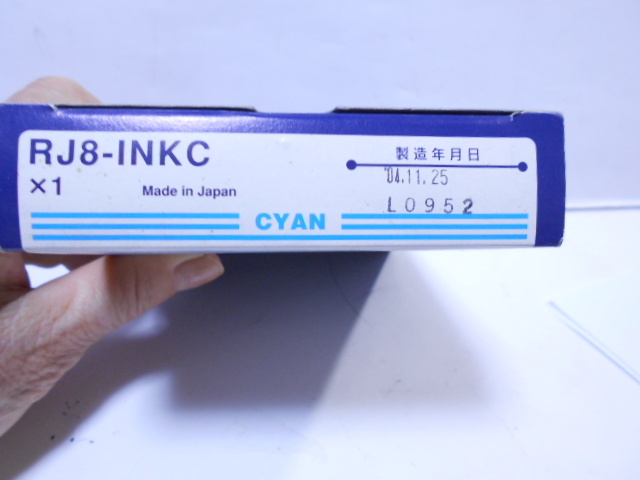 RJ8-INKC
×1
Made in Japan
製造年月日
'04.11.25
L0952
CYAN